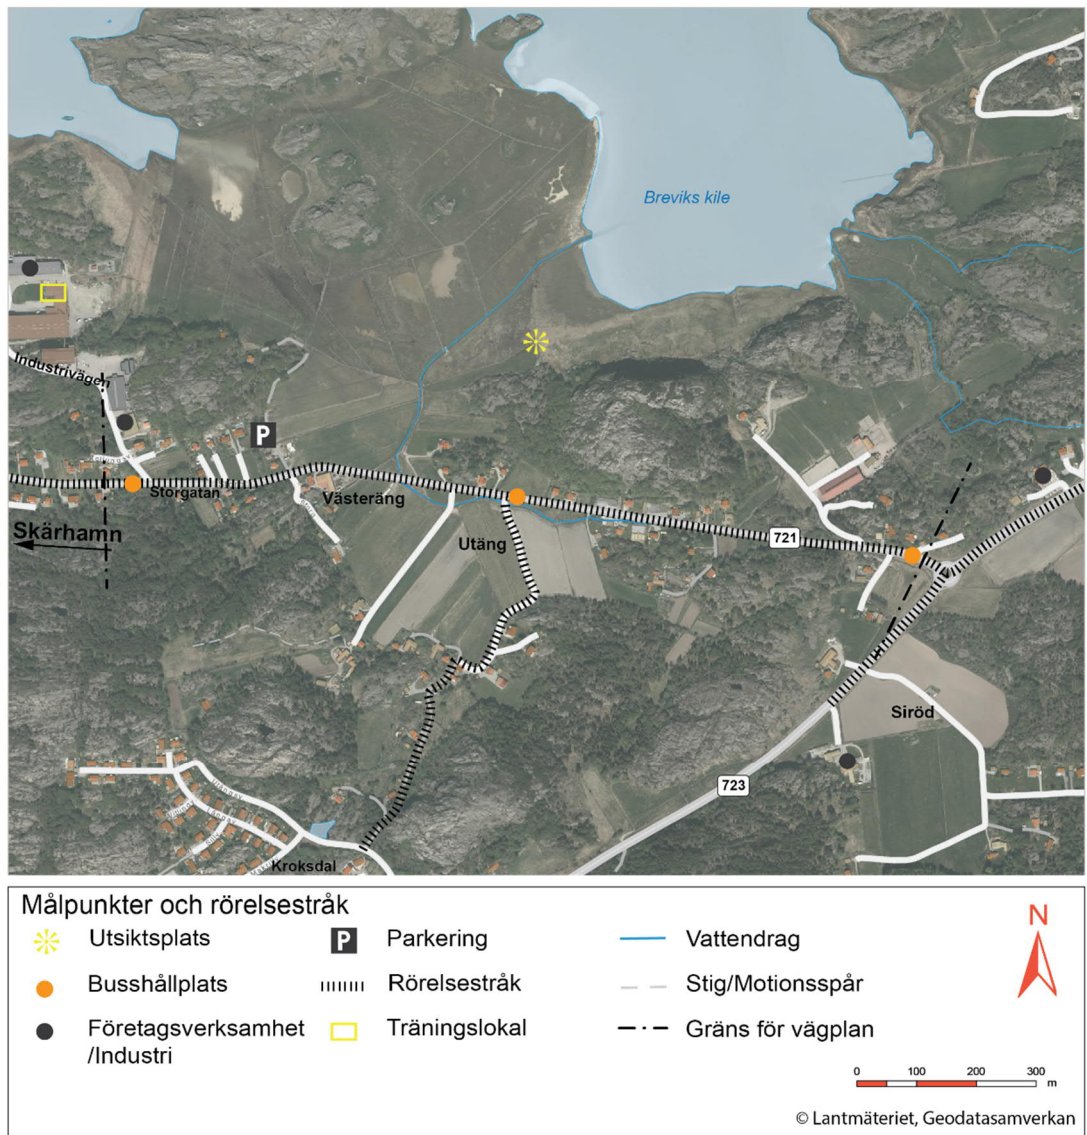 Breviks kile
Industrivägen
P
Storgatan
Västeräng
Skärhamn
Utäng
721
Siröd
723
Utängsv.
Kroksdal
Målpunkter och rörelsestråk
Utsiktsplats
P Parkering
Vattendrag
Busshållplats
Rörelsestråk
Stig/Motionsspår
Företagsverksamhet
/Industri
Träningslokal
Gräns för vägplan
N
0 100 200 300
m
© Lantmäteriet, Geodatasamverkan